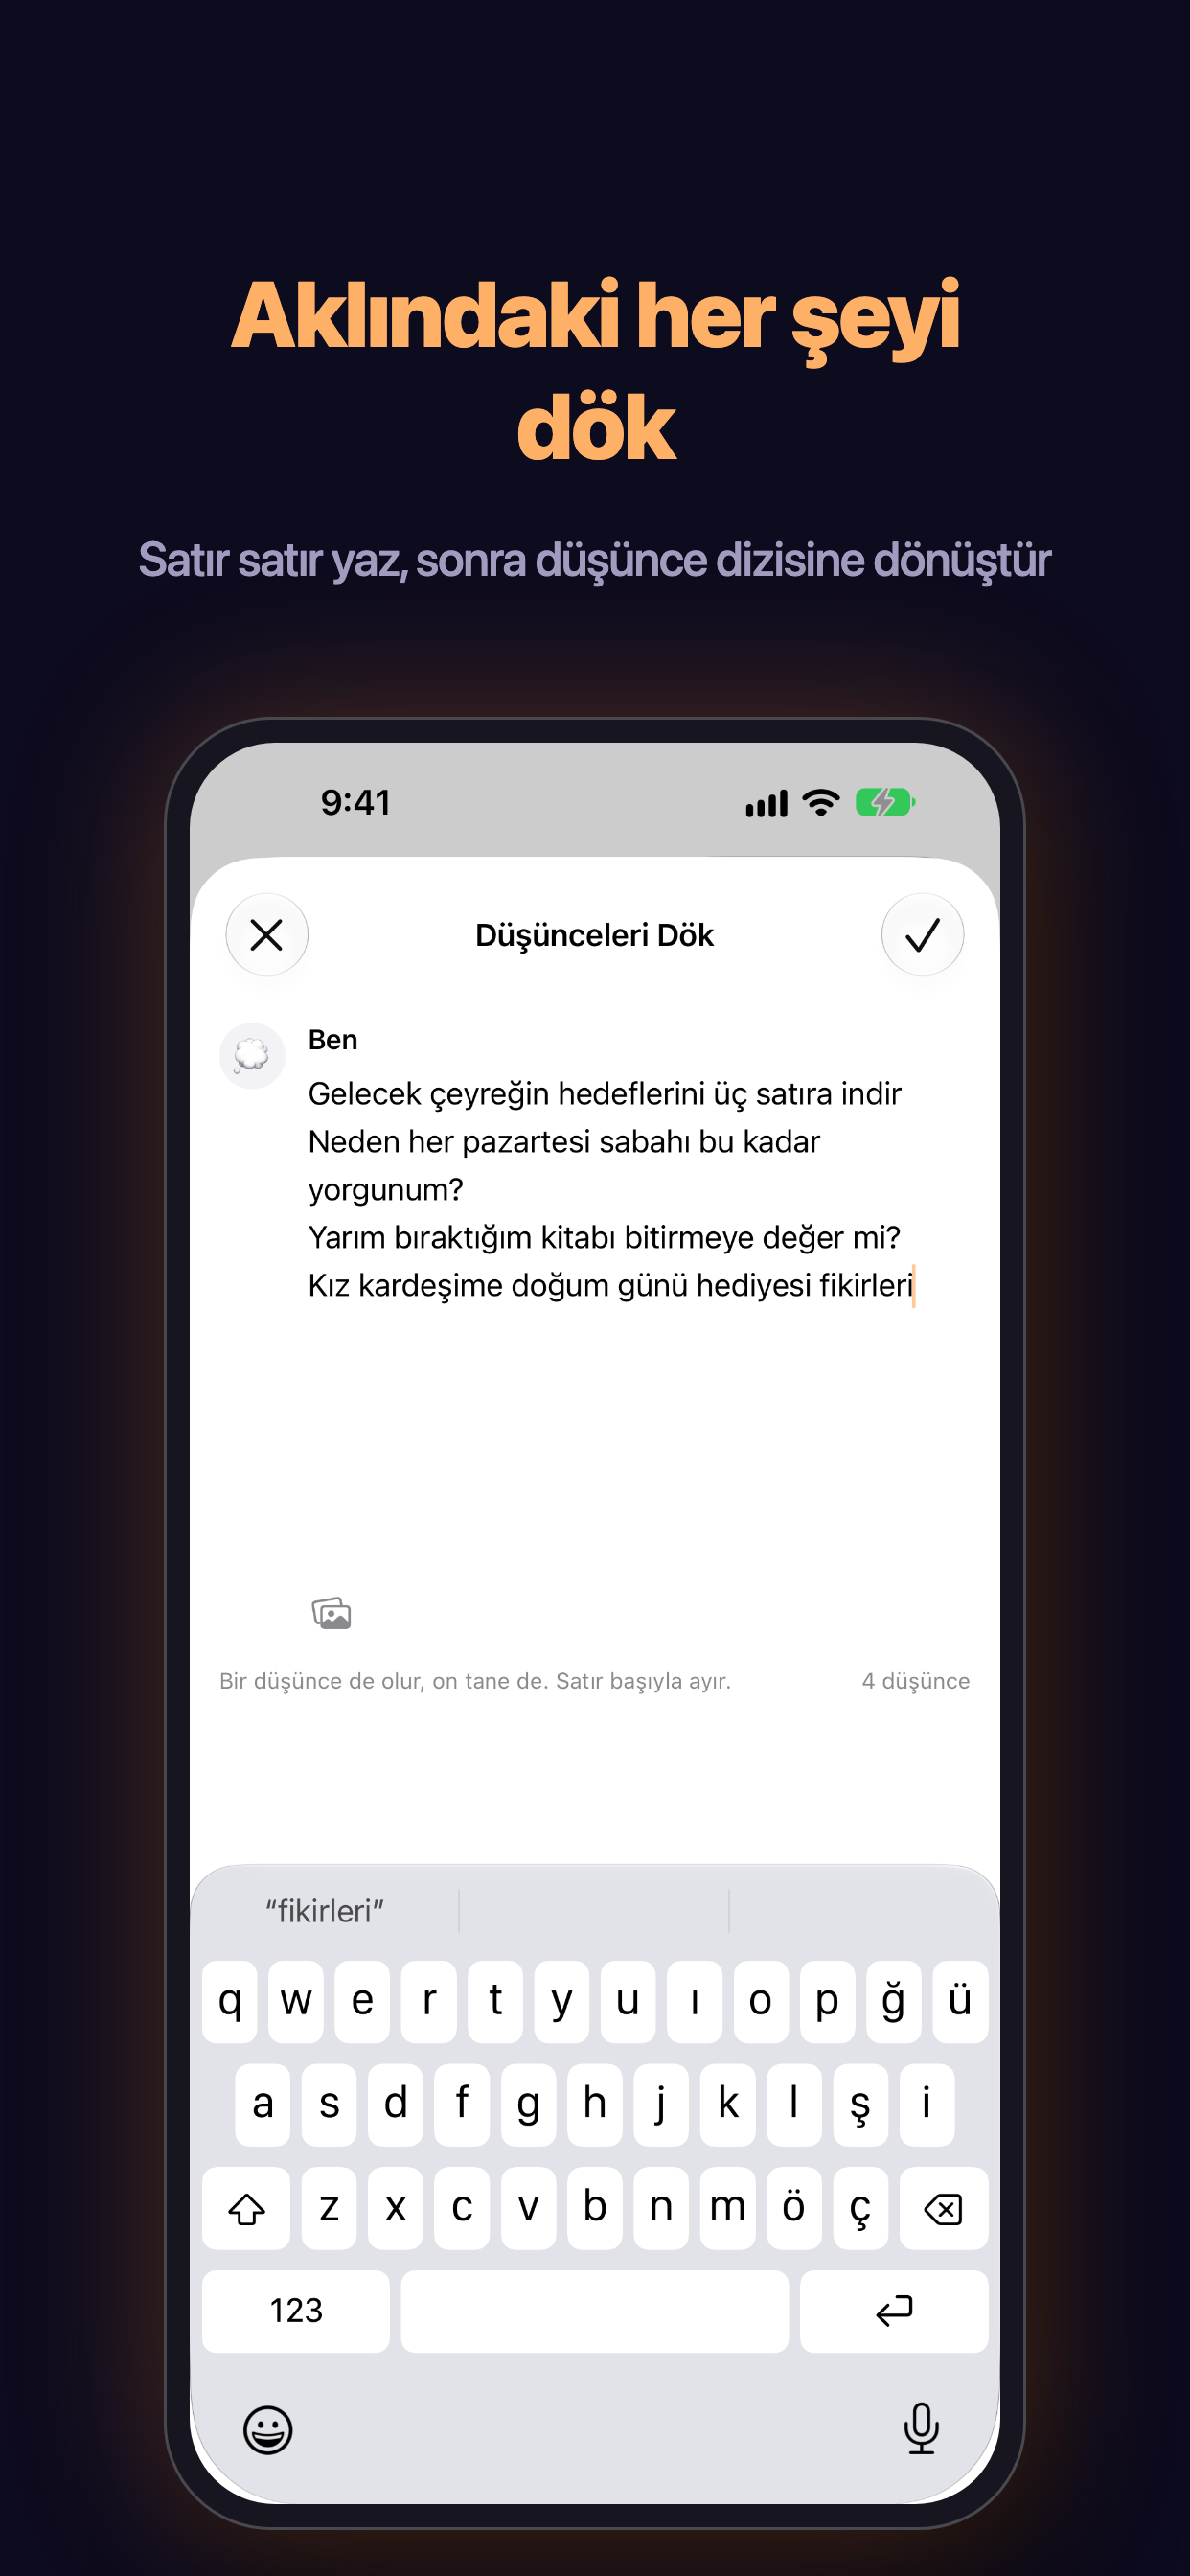 Aklındaki her şeyi
dök
Satır satır yaz, sonra düşünce dizisine dönüştür
9:41
Düşünceleri Dök
Ben
Gelecek çeyreğin hedeflerini üç satıra indir
Neden her pazartesi sabahı bu kadar
yorgunum?
Yarım bıraktığım kitabı bitirmeye değer mi?
Kız kardeşime doğum günü hediyesi fikirleri
Bir düşünce de olur, on tane de. Satır başıyla ayır. 4 düşünce
“fikirleri”
q w e r t y u ı o p ğ ü
a s d f g h j k l ş i
z x c v b n m ö ç
123